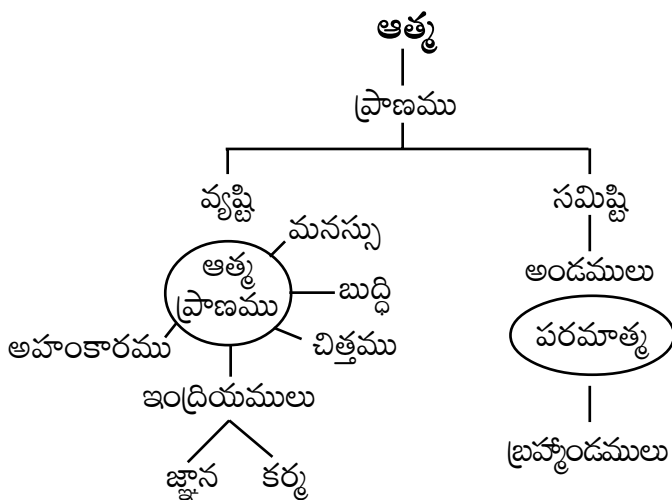 ఆత్మ
ప్రాణము
వ్యష్టి
సమిష్టి
మనస్సు
ఆత్మ
ప్రాణము
బుద్ధి
చిత్తము
అహంకారము
ఇంద్రియములు
జ్ఞాన
కర్మ
అండములు
పరమాత్మ
బ్రహ్మాండములు